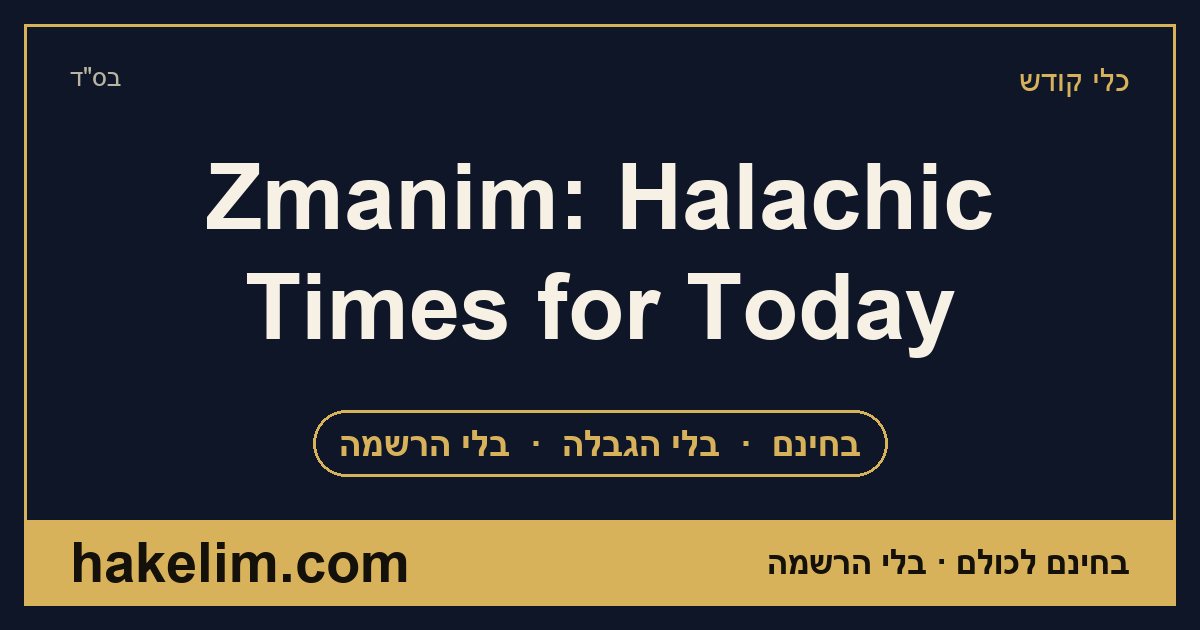 כלי קודש
בס"ד
Zmanim: Halachic
Times for Today
בחינם · בלי הגבלה · בלי הרשמה
hakelim.com
בחינם לכולם · בלי הרשמה